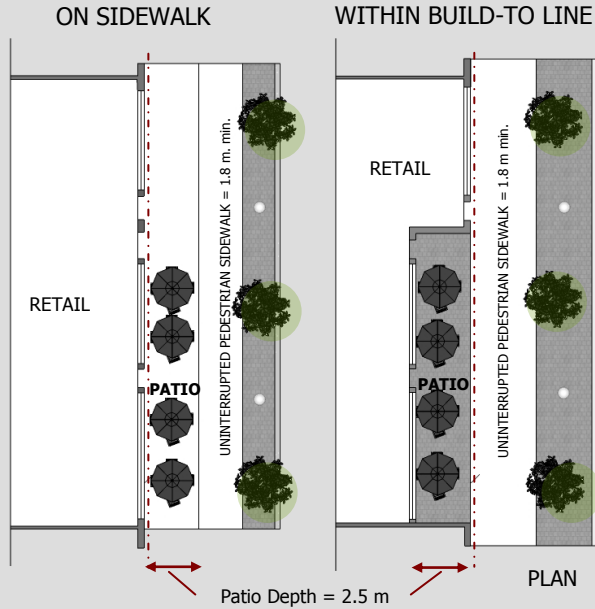 ON SIDEWALK
WITHIN BUILD-TO LINE
RETAIL
PATIO
UNINTERRUPTED PEDESTRIAN SIDEWALK = 1.8 m. min.
RETAIL
PATIO
UNINTERRUPTED PEDESTRIAN SIDEWALK = 1.8 m. min.
Patio Depth = 2.5 m
PLAN